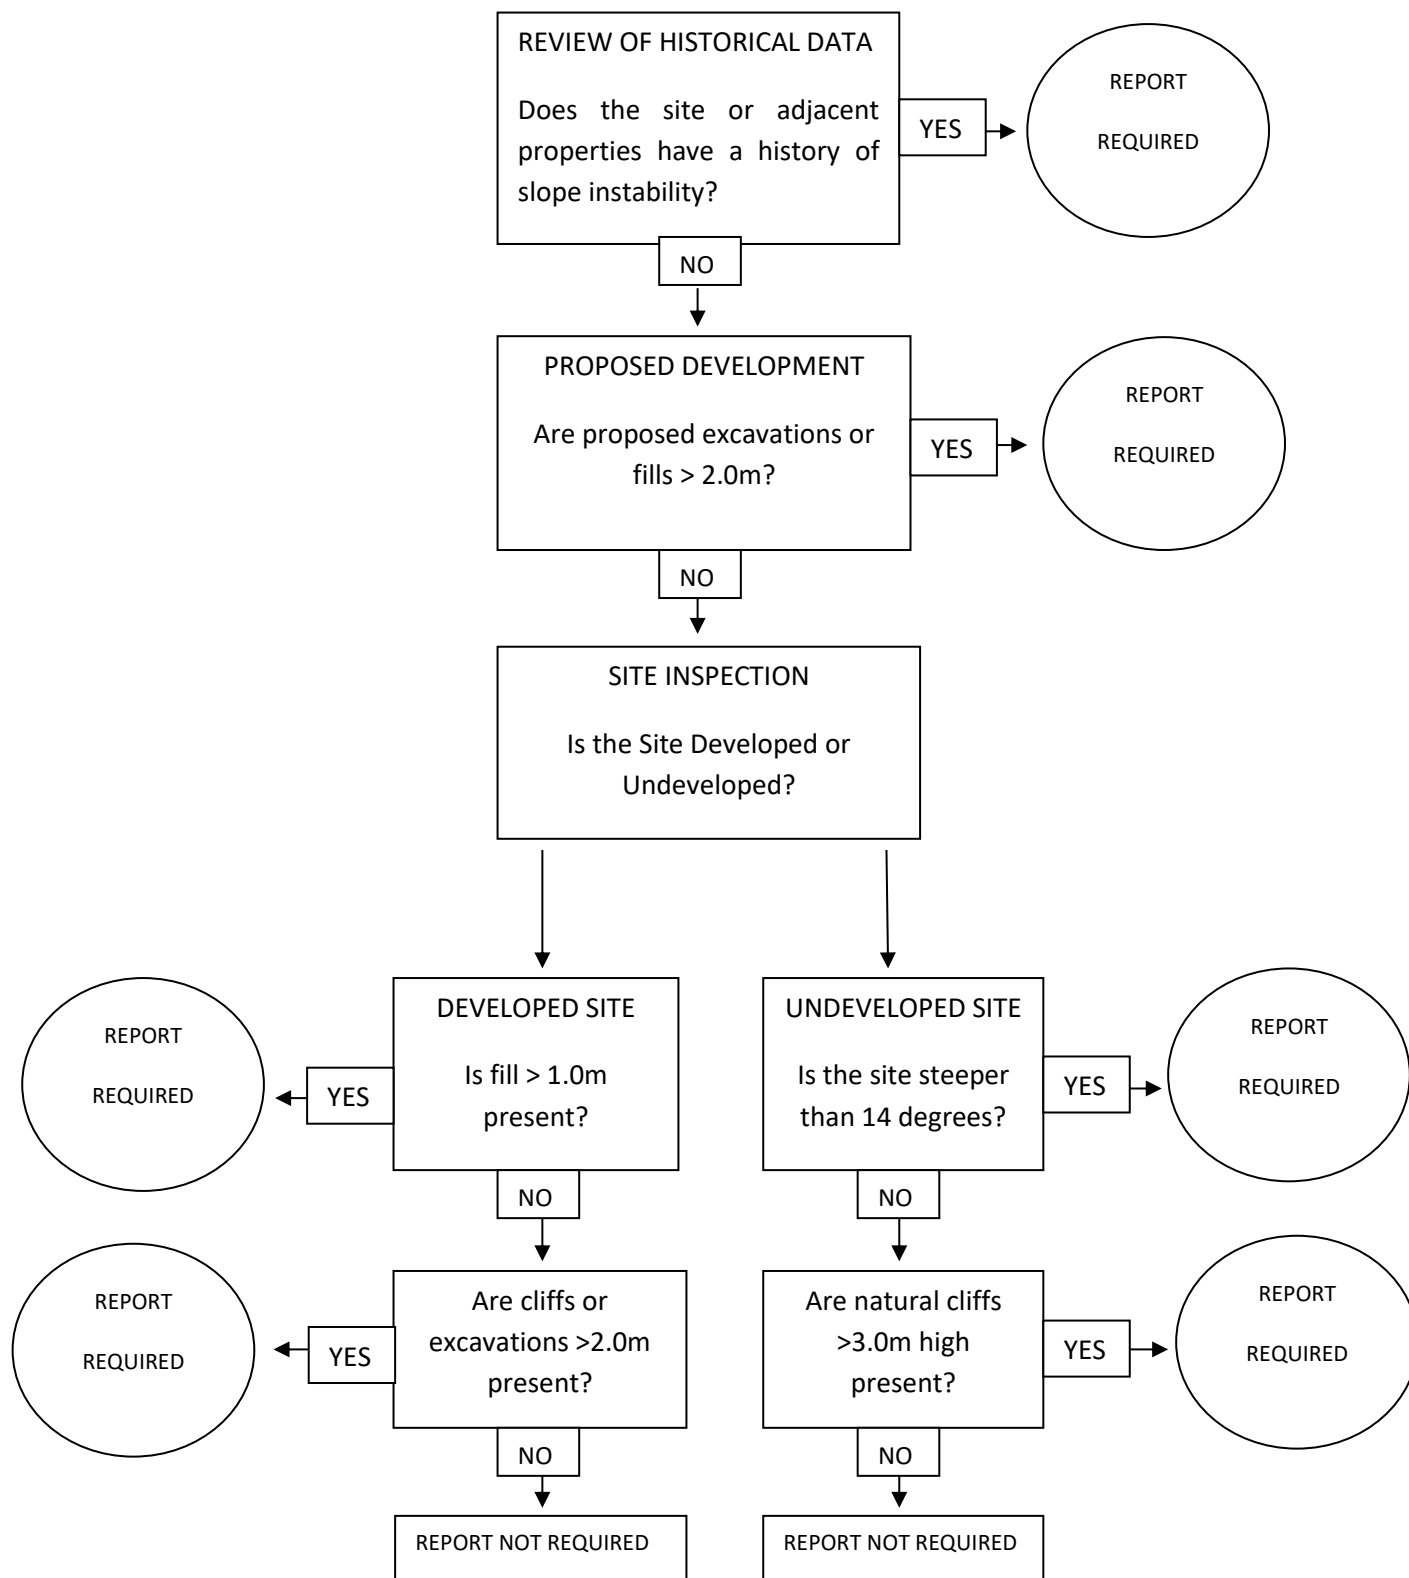 REVIEW OF HISTORICAL DATA
Does the site or adjacent
properties have a history of
slope instability?
YES
REPORT
REQUIRED
NO
PROPOSED DEVELOPMENT
Are proposed excavations or
fills > 2.0m?
YES
REPORT
REQUIRED
NO
SITE INSPECTION
Is the Site Developed or
Undeveloped?
DEVELOPED SITE
Is fill > 1.0m
present?
YES
REPORT
REQUIRED
NO
Are cliffs or
excavations >2.0m
present?
YES
REPORT
REQUIRED
NO
REPORT NOT REQUIRED
UNDEVELOPED SITE
Is the site steeper
than 14 degrees?
YES
REPORT
REQUIRED
NO
Are natural cliffs
>3.0m high
present?
YES
REPORT
REQUIRED
NO
REPORT NOT REQUIRED